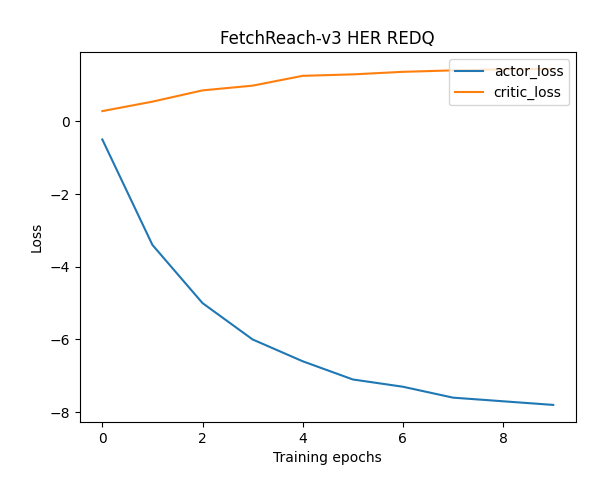 FetchReach-v3 HER REDQ
actor_loss
critic_loss
0
−2
−4
−6
−8
Loss
0 2 4 6 8
Training epochs